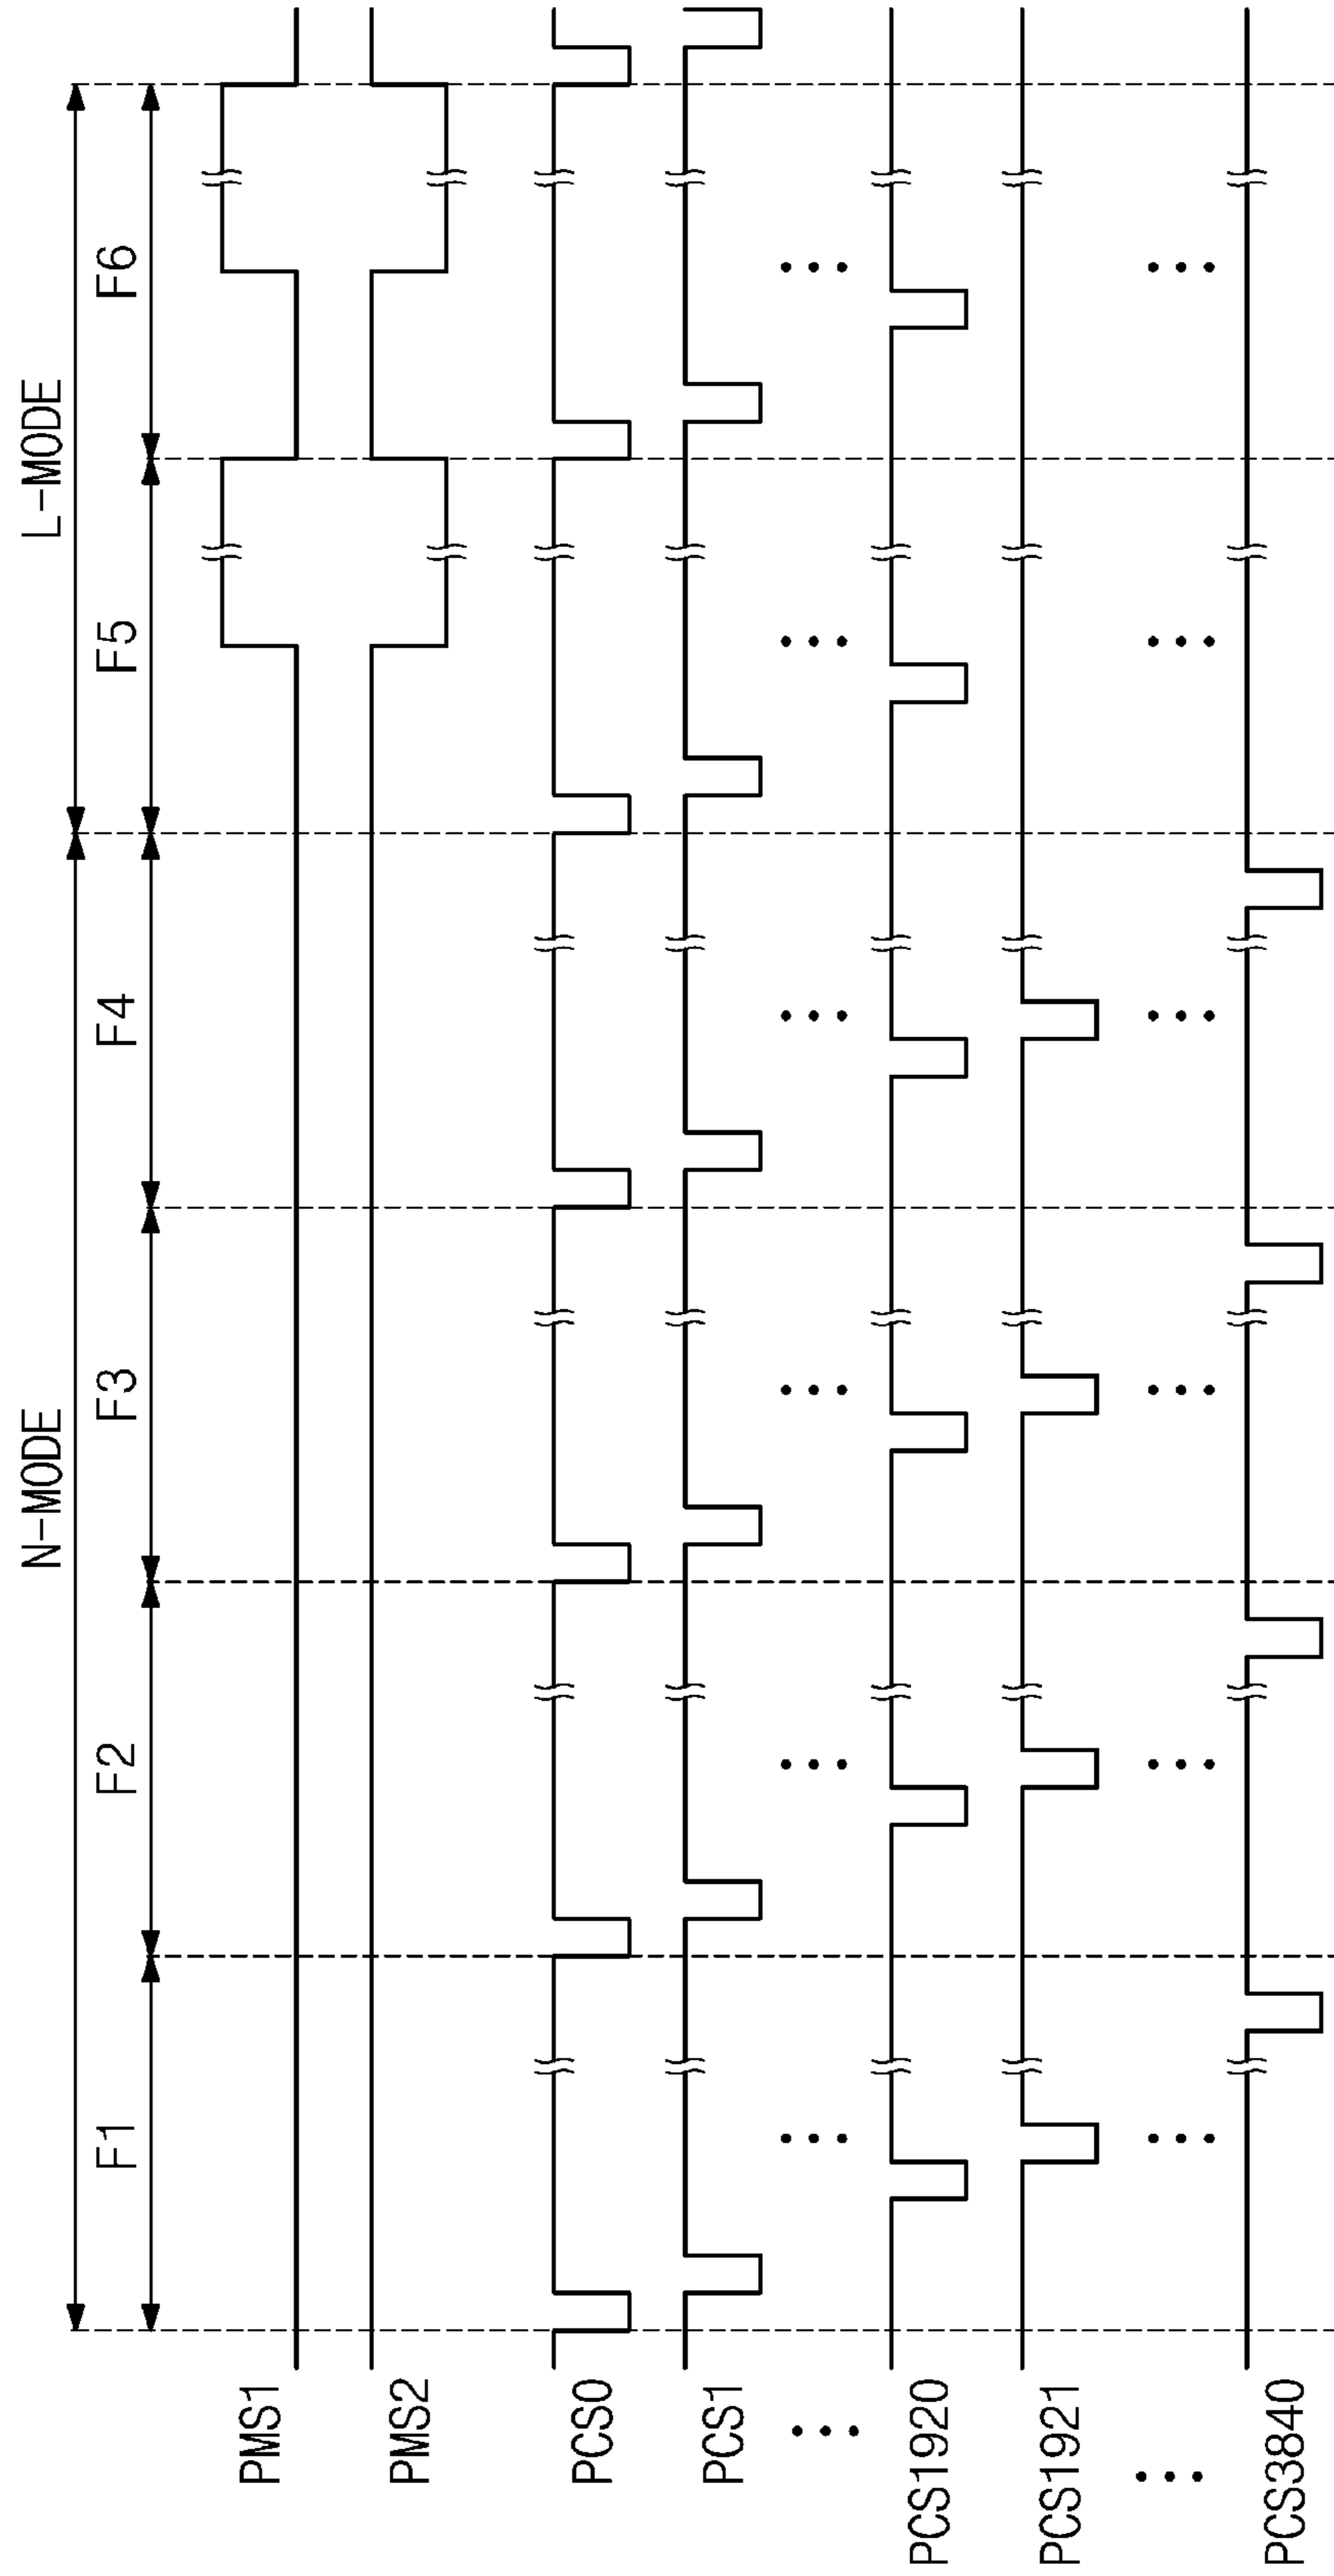 N-MODE L-MODE
F1 F2 F3 F4 F5 F6
PMS1
PMS2
PCS0
PCS1
PCS1920
PCS1921
PCS3840